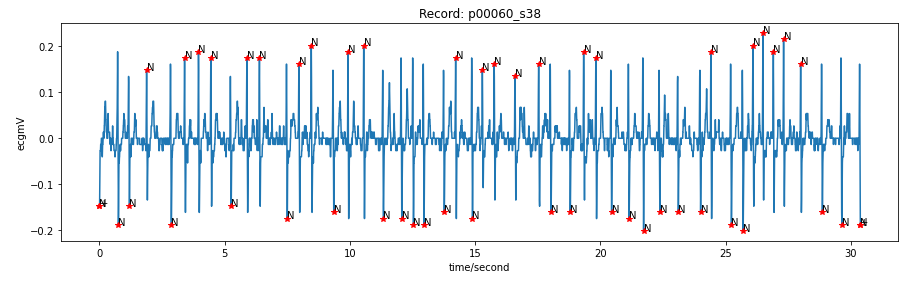 Record: p00060_s38
ecgmV
0.2
0.1
0.0
−0.1
−0.2
N N N N N N N N N N N N N N N N N N N N N N N N N
N+ N N N N N N N N N N N N N N N N N N N N N N N N N+
0 5 10 15 20 25 30
time/second